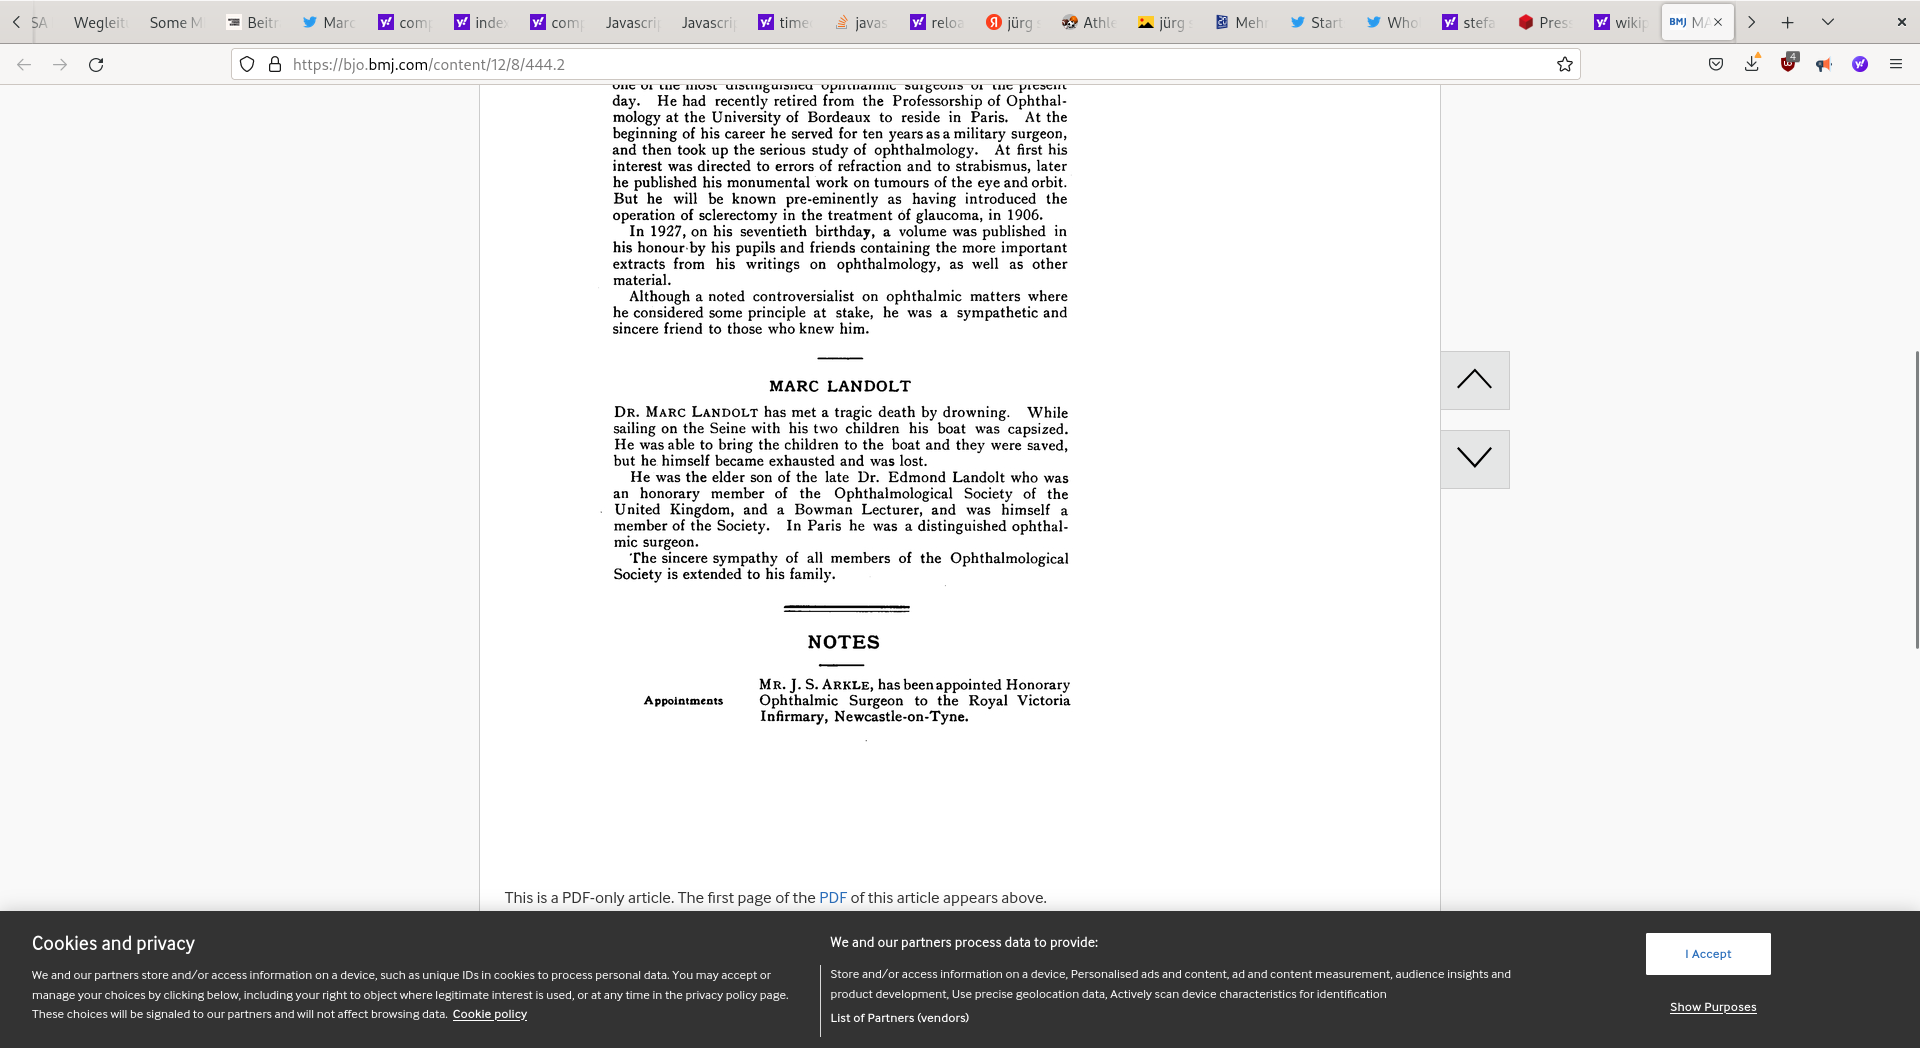 SA
Wegleit
Some M
Beitr
Marc
comp
index
comp
Javascri
Javascri
time
javas
relo
jürg
Athle
jürg
Mehr
Start
Who
stefa
Pres
wikip
BMJ MA
https://bjo.bmj.com/content/12/8/444.2
4
one of the most distinguished ophthalmic surgeons of the present
day. He had recently retired from the Professorship of Ophthal-
mology at the University of Bordeaux to reside in Paris. At the
beginning of his career he served for ten years as a military surgeon,
and then took up the serious study of ophthalmology. At first his
interest was directed to errors of refraction and to strabismus, later
he published his monumental work on tumours of the eye and orbit.
But he will be known pre-eminently as having introduced the
operation of sclerectomy in the treatment of glaucoma, in 1906.
In 1927, on his seventieth birthday, a volume was published in
his honour by his pupils and friends containing the more important
extracts from his writings on ophthalmology, as well as other
material.
Although a noted controversialist on ophthalmic matters where
he considered some principle at stake, he was a sympathetic and
sincere friend to those who knew him.
MARC LANDOLT
DR. MARC LANDOLT has met a tragic death by drowning. While
sailing on the Seine with his two children his boat was capsized.
He was able to bring the children to the boat and they were saved,
but he himself became exhausted and was lost.
He was the elder son of the late Dr. Edmond Landolt who was
an honorary member of the Ophthalmological Society of the
United Kingdom, and a Bowman Lecturer, and was himself a
member of the Society. In Paris he was a distinguished ophthal-
mic surgeon.
The sincere sympathy of all members of the Ophthalmological
Society is extended to his family.
NOTES
Appointments
MR. J. S. ARKLE, has been appointed Honorary
Ophthalmic Surgeon to the Royal Victoria
Infirmary, Newcastle-on-Tyne.
This is a PDF-only article. The first page of the PDF of this article appears above.
Cookies and privacy
We and our partners store and/or access information on a device, such as unique IDs in cookies to process personal data. You may accept or
manage your choices by clicking below, including your right to object where legitimate interest is used, or at any time in the privacy policy page.
These choices will be signaled to our partners and will not affect browsing data. Cookie policy
We and our partners process data to provide:
Store and/or access information on a device, Personalised ads and content, ad and content measurement, audience insights and
product development, Use precise geolocation data, Actively scan device characteristics for identification
List of Partners (vendors)
I Accept
Show Purposes